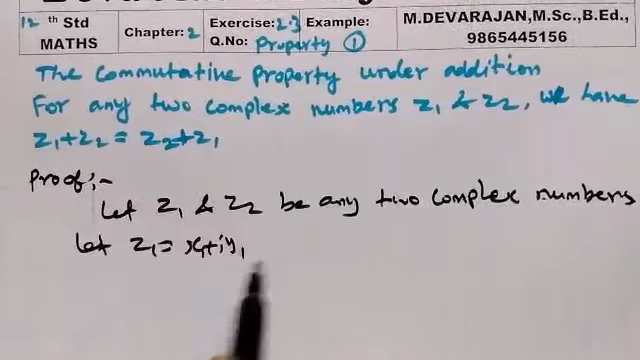 12 th Std
MATHS
Chapter: 2
Exercise: 2.3
Q.No: Property ①
Example:
M.DEVARAJAN,M.Sc.,B.Ed.,
9865445156
The commutative property under addition
For any two complex numbers z₁ & z₂, we have
z₁+z₂ = z₂+z₁
Proof:-
Let z₁ & z₂ be any two complex numbers
Let z₁ = x₁+iy₁